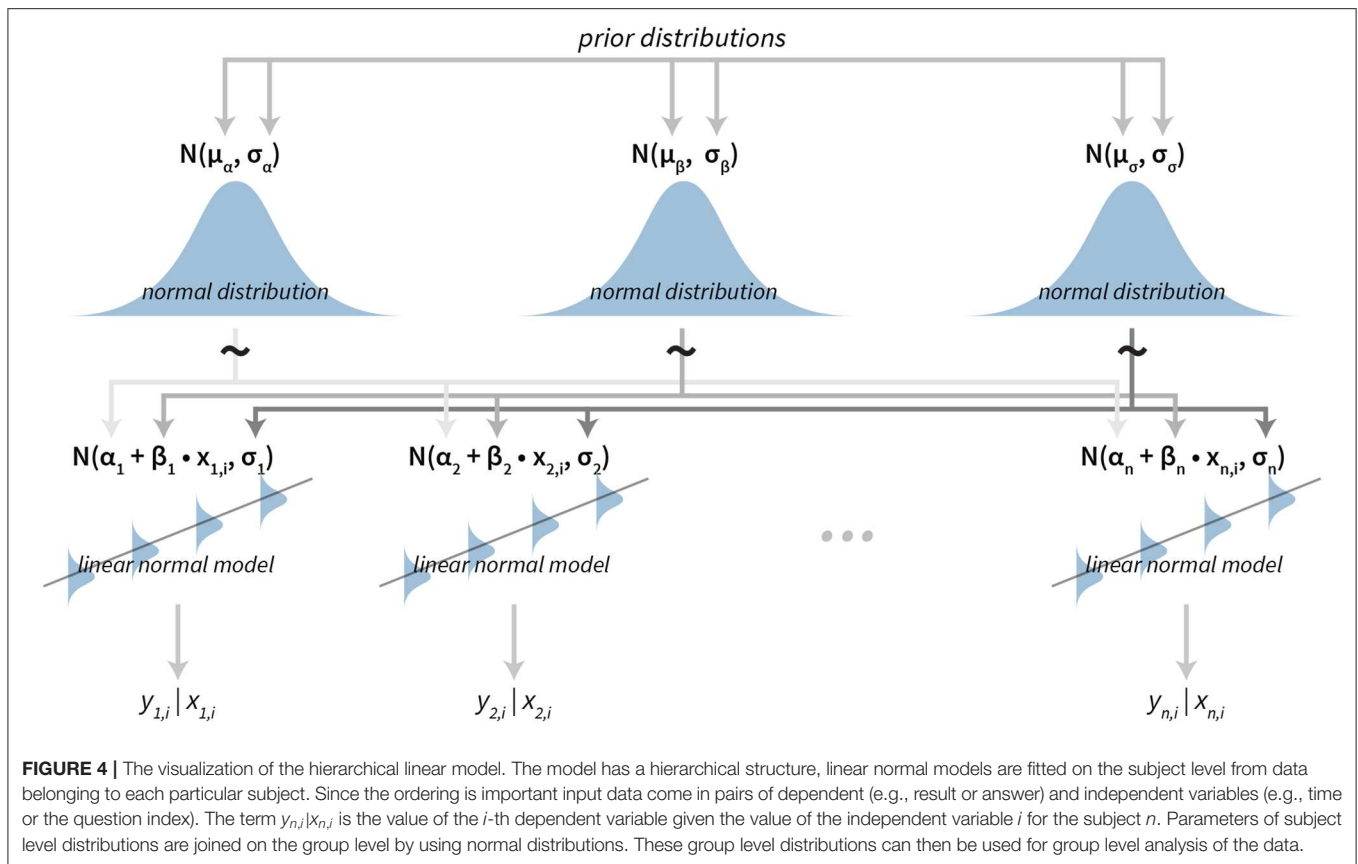 prior distributions
N(μα, σα) N(μβ, σβ) N(μσ, σσ)
normal distribution normal distribution normal distribution
~ ~ ~
N(α1 + β1 • x1,i, σ1) N(α2 + β2 • x2,i, σ2) N(αn + βn • xn,i, σn)
...
linear normal model linear normal model linear normal model
y1,i | x1,i y2,i | x2,i yn,i | xn,i
FIGURE 4 | The visualization of the hierarchical linear model. The model has a hierarchical structure, linear normal models are fitted on the subject level from data
belonging to each particular subject. Since the ordering is important input data come in pairs of dependent (e.g., result or answer) and independent variables (e.g., time
or the question index). The term yn,i|xn,i is the value of the i-th dependent variable given the value of the independent variable i for the subject n. Parameters of subject
level distributions are joined on the group level by using normal distributions. These group level distributions can then be used for group level analysis of the data.